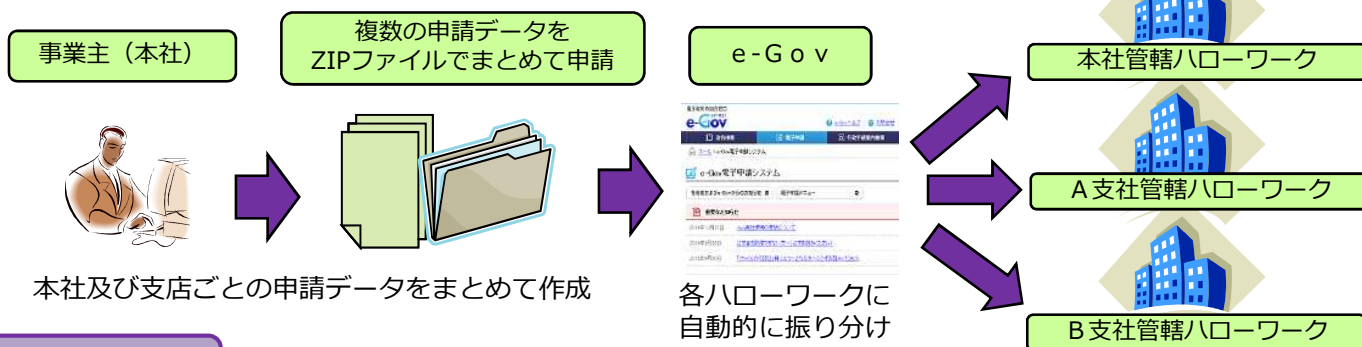 事業主（本社）
複数の申請データを
ZIPファイルでまとめて申請
ｅ-Ｇｏｖ
本社管轄ハローワーク
e-Gov
e-Gov電子申請システム
Ａ支社管轄ハローワーク
本社及び支店ごとの申請データをまとめて作成
各ハローワークに
自動的に振り分け
Ｂ支社管轄ハローワーク